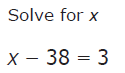 Solve for x
x − 38 = 3